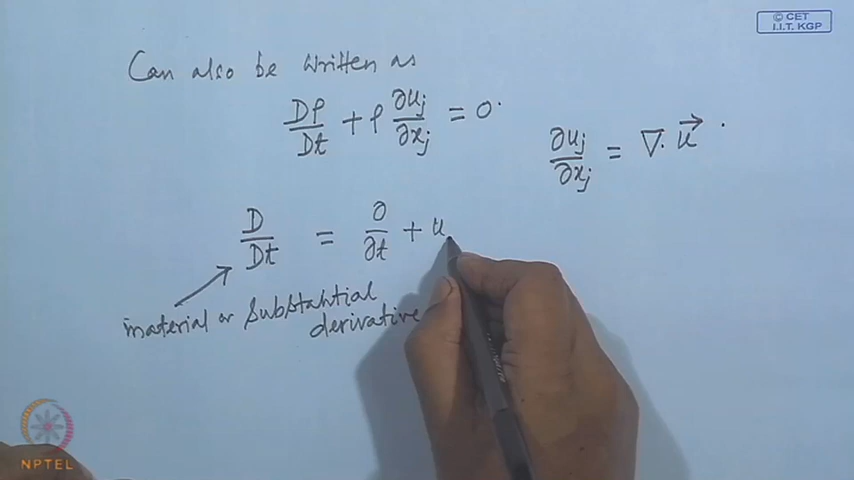 © CET
I.I.T. KGP
Can also be written as
Dρ/Dt + ρ ∂uj/∂xj = 0.
∂uj/∂xj = ∇. u⃗ .
D/Dt = ∂/∂t + u
material or Substantial
derivative
NPTEL